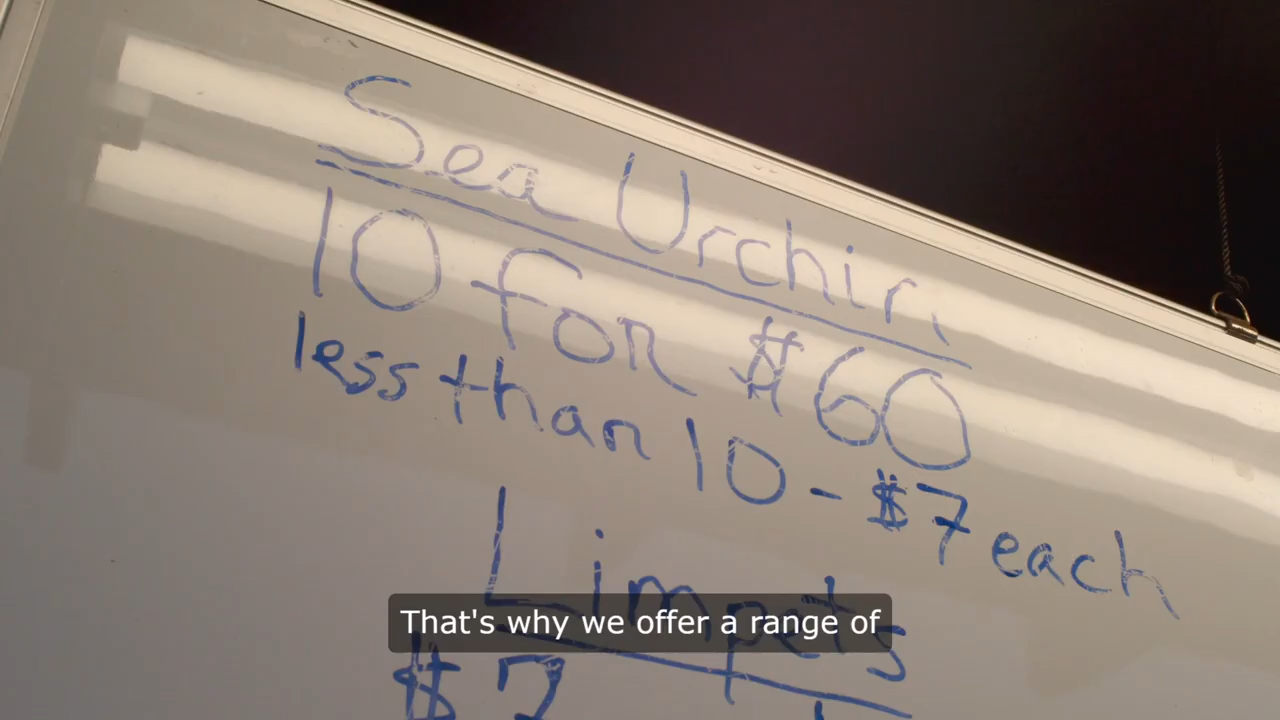 Sea Urchin
10 for $60
less than 10 - $7 each
Limpets
That's why we offer a range of